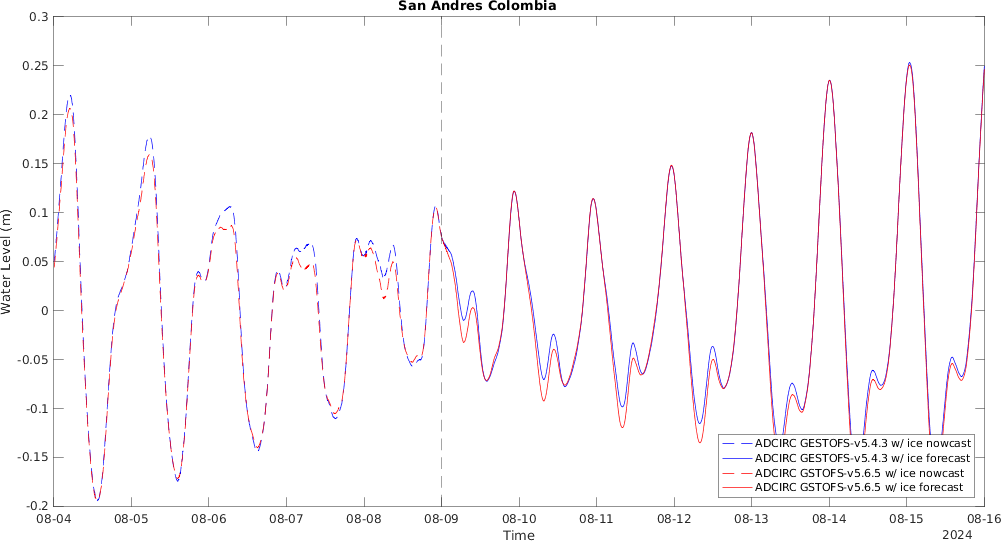 San Andres Colombia
0.3
0.25
0.2
0.15
0.1
0.05
0
-0.05
-0.1
-0.15
-0.2
Water Level (m)
ADCIRC GESTOFS-v5.4.3 w/ ice nowcast
ADCIRC GESTOFS-v5.4.3 w/ ice forecast
ADCIRC GSTOFS-v5.6.5 w/ ice nowcast
ADCIRC GSTOFS-v5.6.5 w/ ice forecast
08-04 08-05 08-06 08-07 08-08 08-09 08-10 08-11 08-12 08-13 08-14 08-15 08-16
Time
2024